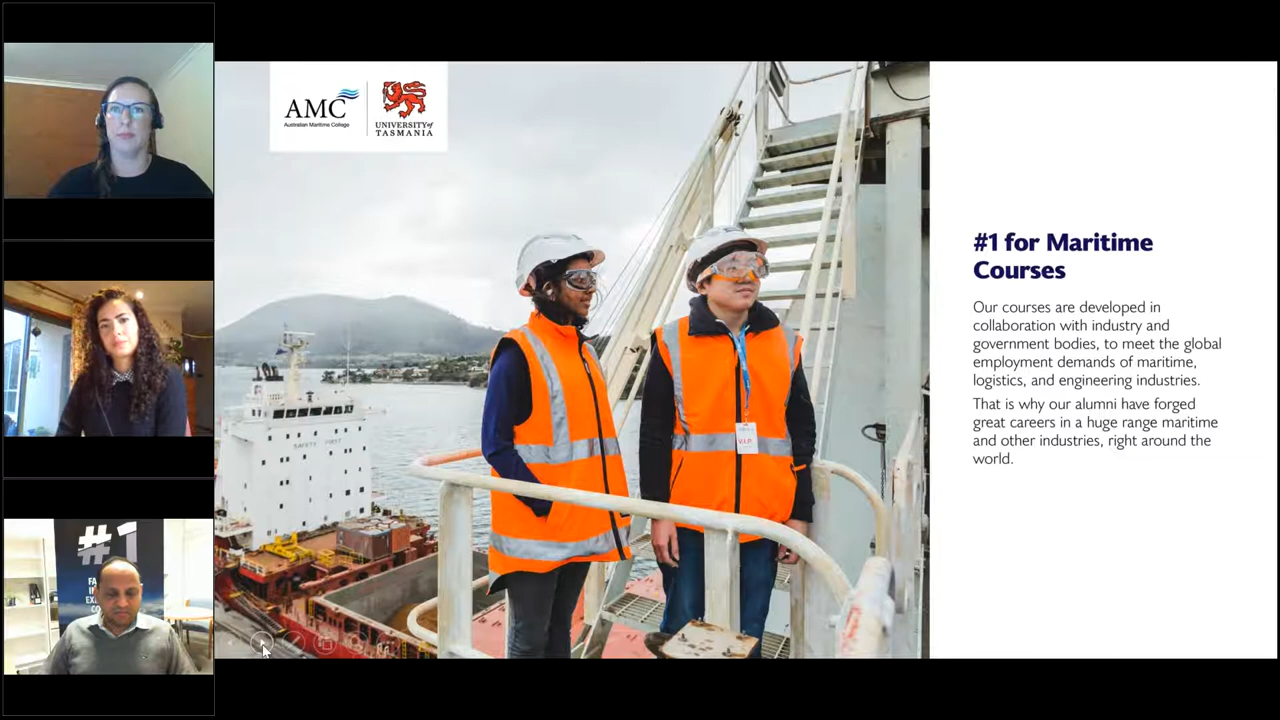 AMC
Australian Maritime College
UNIVERSITY of
TASMANIA
#1 for Maritime
Courses
Our courses are developed in
collaboration with industry and
government bodies, to meet the global
employment demands of maritime,
logistics, and engineering industries.
That is why our alumni have forged
great careers in a huge range maritime
and other industries, right around the
world.
SAFETY FIRST
#1